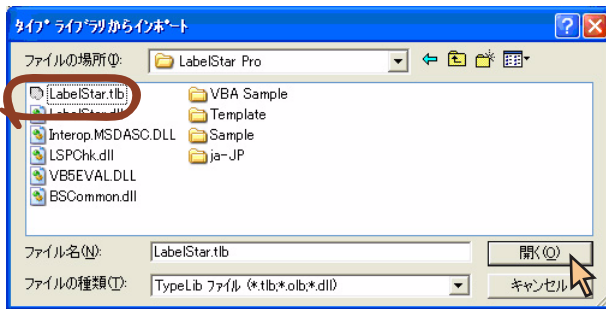 タイプ ライブラリからインポート
ファイルの場所(I):
LabelStar Pro
LabelStar.tlb
LabelStar.dll
Interop.MSDASC.DLL
LSPChk.dll
VB5EVAL.DLL
BSCommon.dll
VBA Sample
Template
Sample
ja-JP
ファイル名(N):
LabelStar.tlb
開く(O)
ファイルの種類(T):
TypeLib ファイル (*.tlb;*.olb;*.dll)
キャンセル